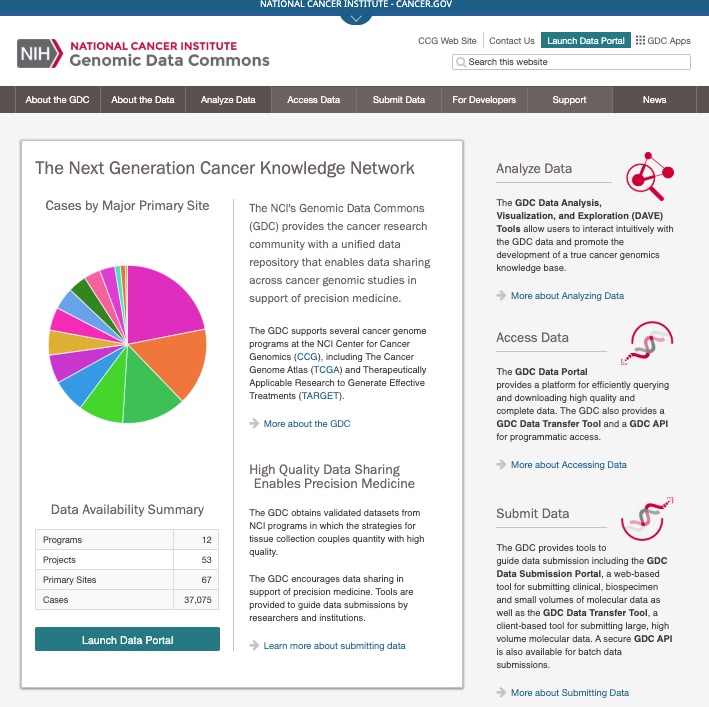 NATIONAL CANCER INSTITUTE - CANCER.GOV
NIH
NATIONAL CANCER INSTITUTE
Genomic Data Commons
CCG Web Site
Contact Us
Launch Data Portal
GDC Apps
Search this website
About the GDC
About the Data
Analyze Data
Access Data
Submit Data
For Developers
Support
News
The Next Generation Cancer Knowledge Network
Cases by Major Primary Site
Data Availability Summary
Programs 12
Projects 53
Primary Sites 67
Cases 37,075
Launch Data Portal
The NCI's Genomic Data Commons
(GDC) provides the cancer research
community with a unified data
repository that enables data sharing
across cancer genomic studies in
support of precision medicine.
The GDC supports several cancer genome
programs at the NCI Center for Cancer
Genomics (CCG), including The Cancer
Genome Atlas (TCGA) and Therapeutically
Applicable Research to Generate Effective
Treatments (TARGET).
More about the GDC
High Quality Data Sharing
Enables Precision Medicine
The GDC obtains validated datasets from
NCI programs in which the strategies for
tissue collection couples quantity with high
quality.
The GDC encourages data sharing in
support of precision medicine. Tools are
provided to guide data submissions by
researchers and institutions.
Learn more about submitting data
Analyze Data
The GDC Data Analysis,
Visualization, and Exploration (DAVE)
Tools allow users to interact intuitively with
the GDC data and promote the
development of a true cancer genomics
knowledge base.
More about Analyzing Data
Access Data
The GDC Data Portal
provides a platform for efficiently querying
and downloading high quality and
complete data. The GDC also provides a
GDC Data Transfer Tool and a GDC API
for programmatic access.
More about Accessing Data
Submit Data
The GDC provides tools to
guide data submission including the GDC
Data Submission Portal, a web-based
tool for submitting clinical, biospecimen
and small volumes of molecular data as
well as the GDC Data Transfer Tool, a
client-based tool for submitting large, high
volume molecular data. A secure GDC API
is also available for batch data
submissions.
More about Submitting Data